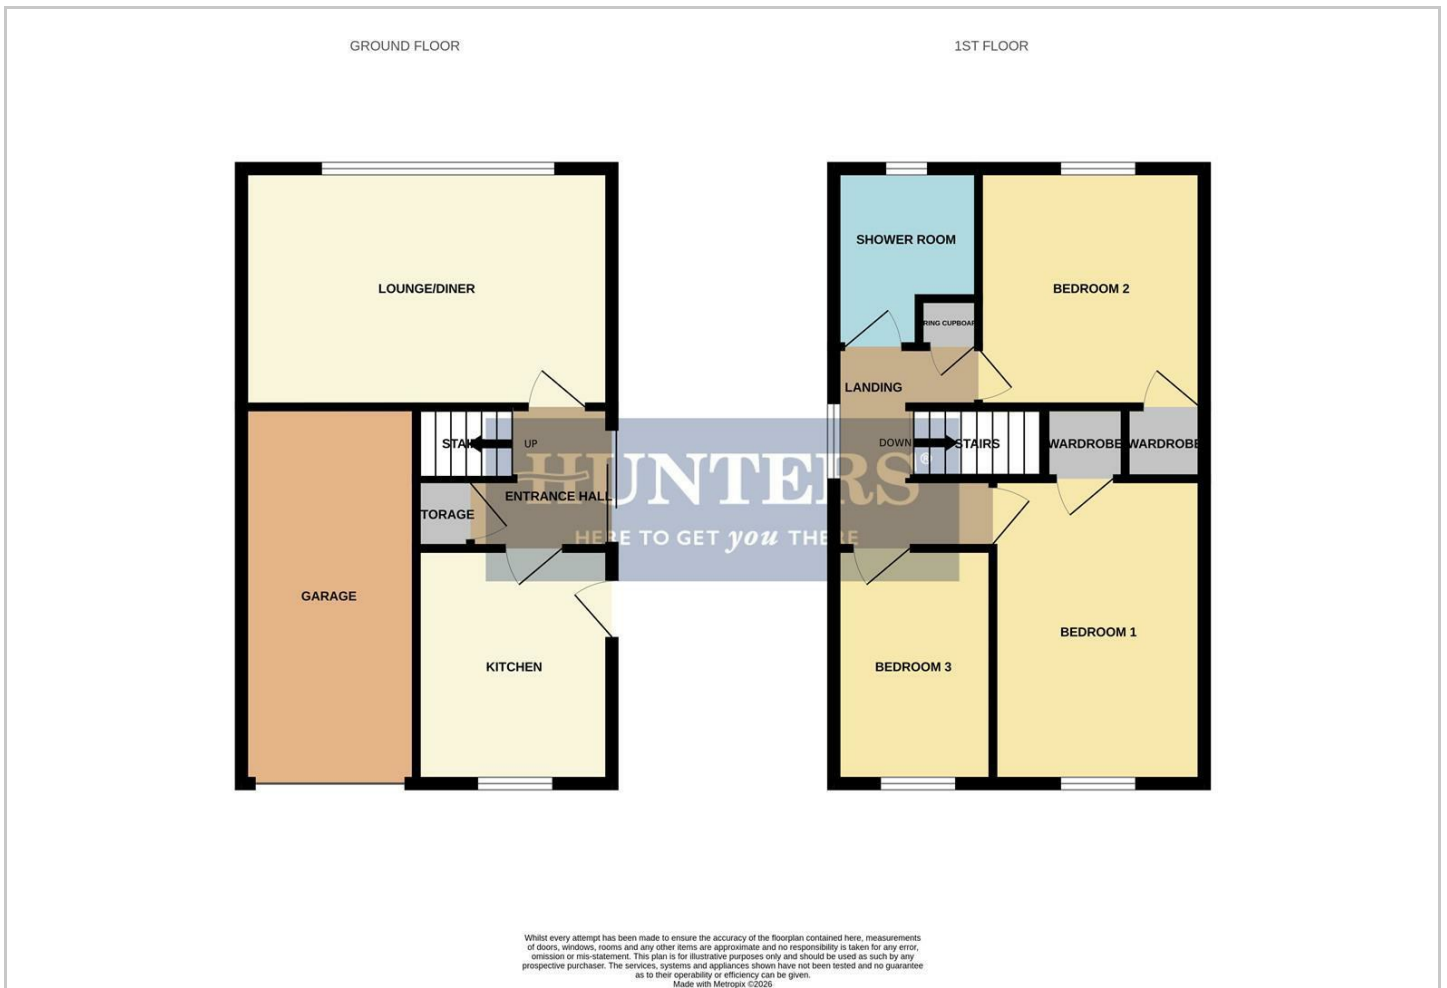 GROUND FLOOR
1ST FLOOR
LOUNGE/DINER
UP
ENTRANCE HALL
TORAGE
GARAGE
KITCHEN
SHOWER ROOM
RING CUPBOAR
BEDROOM 2
LANDING
DOWN
STAIRS
WARDROBE
WARDROBE
BEDROOM 1
BEDROOM 3
HUNTERS®
HERE TO GET you THERE
Whilst every attempt has been made to ensure the accuracy of the floorplan contained here, measurements
of doors, windows, rooms and any other items are approximate and no responsibility is taken for any error,
omission or mis-statement. This plan is for illustrative purposes only and should be used as such by any
prospective purchaser. The services, systems and appliances shown have not been tested and no guarantee
as to their operability or efficiency can be given.
Made with Metropix ©2026